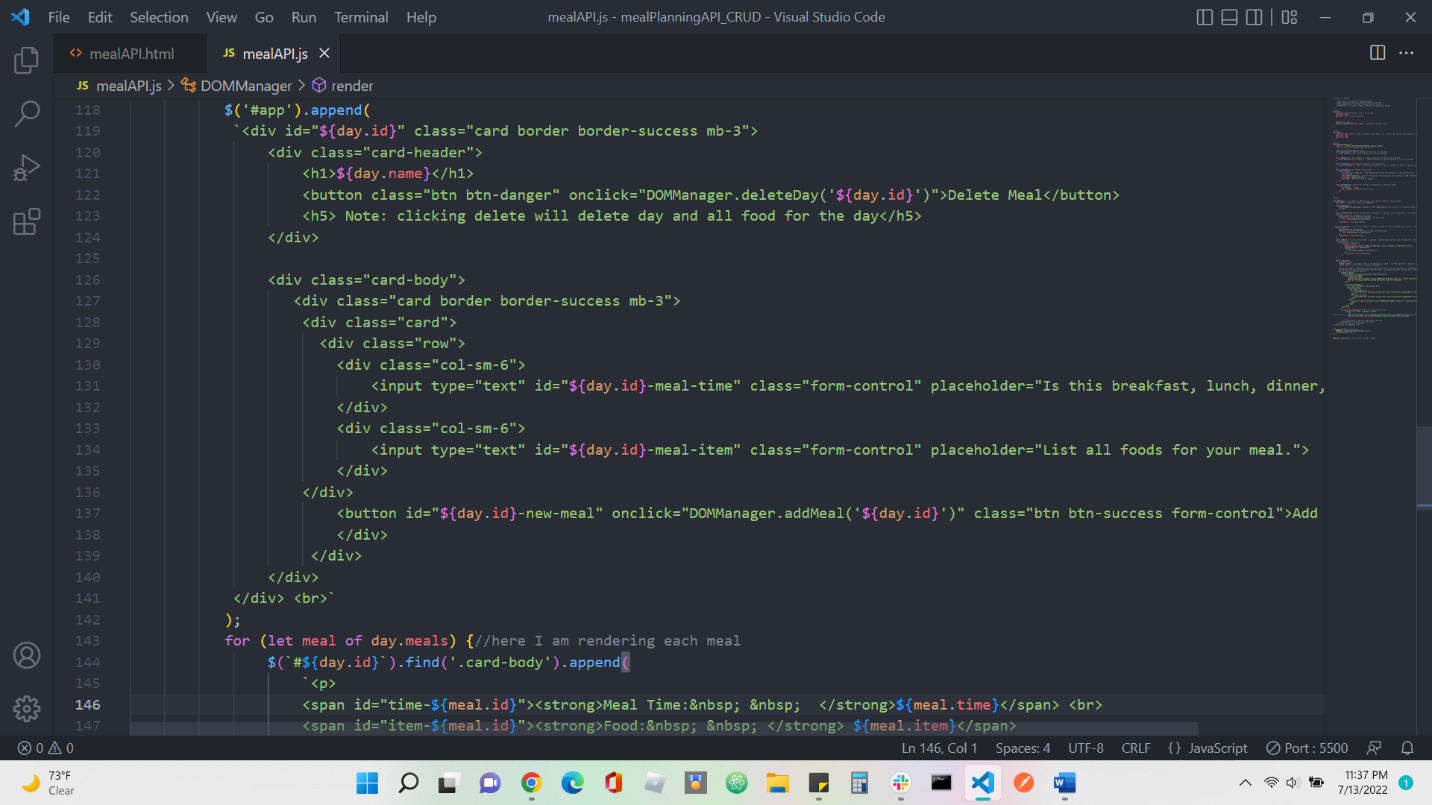 File Edit Selection View Go Run Terminal Help mealAPI.js - mealPlanningAPI_CRUD - Visual Studio Code
<> mealAPI.html JS mealAPI.js
JS mealAPI.js > DOMManager > render
118 $('#app').append(
119 `<div id="${day.id}" class="card border border-success mb-3">
120 <div class="card-header">
121 <h1>${day.name}</h1>
122 <button class="btn btn-danger" onclick="DOMManager.deleteDay('${day.id}')">Delete Meal</button>
123 <h5> Note: clicking delete will delete day and all food for the day</h5>
124 </div>
125
126 <div class="card-body">
127 <div class="card border border-success mb-3">
128 <div class="card">
129 <div class="row">
130 <div class="col-sm-6">
131 <input type="text" id="${day.id}-meal-time" class="form-control" placeholder="Is this breakfast, lunch, dinner,
132 </div>
133 <div class="col-sm-6">
134 <input type="text" id="${day.id}-meal-item" class="form-control" placeholder="List all foods for your meal.">
135 </div>
136 </div>
137 <button id="${day.id}-new-meal" onclick="DOMManager.addMeal('${day.id}')" class="btn btn-success form-control">Add
138 </div>
139 </div>
140 </div>
141 </div> <br>`
142 );
143 for (let meal of day.meals) {//here I am rendering each meal
144 $(`#${day.id}`).find('.card-body').append(
145 `<p>
146 <span id="time-${meal.id}"><strong>Meal Time:&nbsp; &nbsp;  </strong>${meal.time}</span> <br>
147 <span id="item-${meal.id}"><strong>Food:&nbsp; &nbsp; </strong> ${meal.item}</span>
0 0 Ln 146, Col 1 Spaces: 4 UTF-8 CRLF {} JavaScript Port : 5500
73°F
Clear
11:37 PM
7/13/2022
1